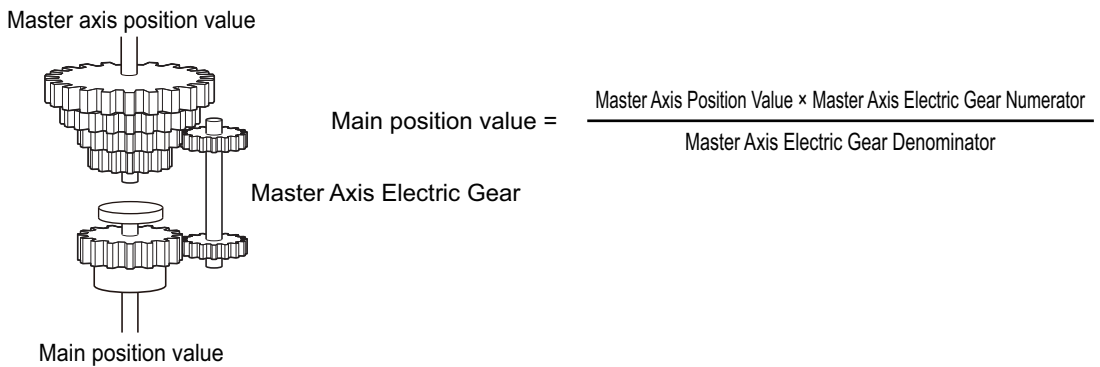 Master axis position value
Main position value =
Master Axis Position Value × Master Axis Electric Gear Numerator
Master Axis Electric Gear Denominator
Master Axis Electric Gear
Main position value